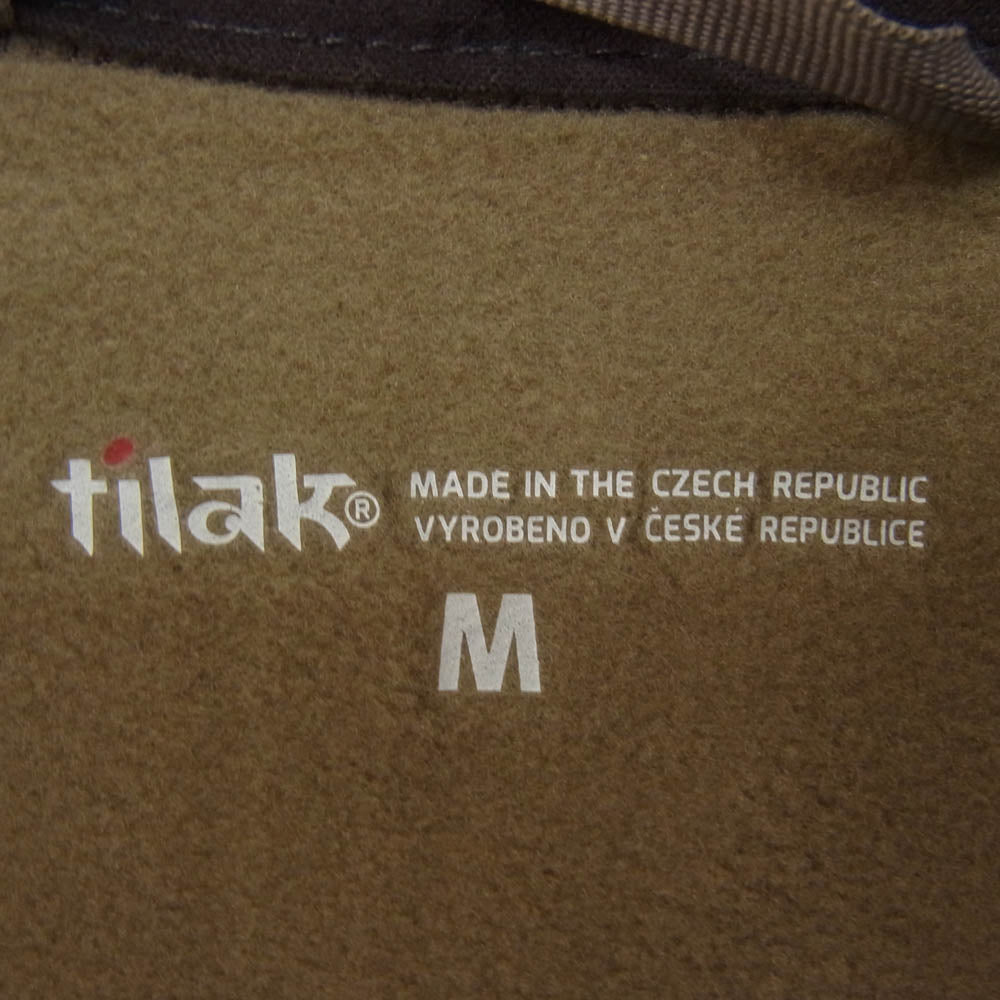 tilak®
MADE IN THE CZECH REPUBLIC
VYROBENO V ČESKÉ REPUBLICE
M